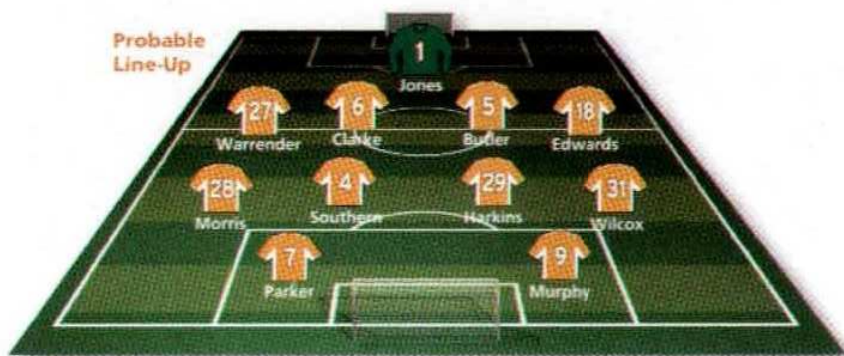 Probable
Line-Up
1
Jones
27 6 5 18
Warrender Clarke Butler Edwards
28 4 29 31
Morris Southern Harkins Wilcox
7 9
Parker Murphy